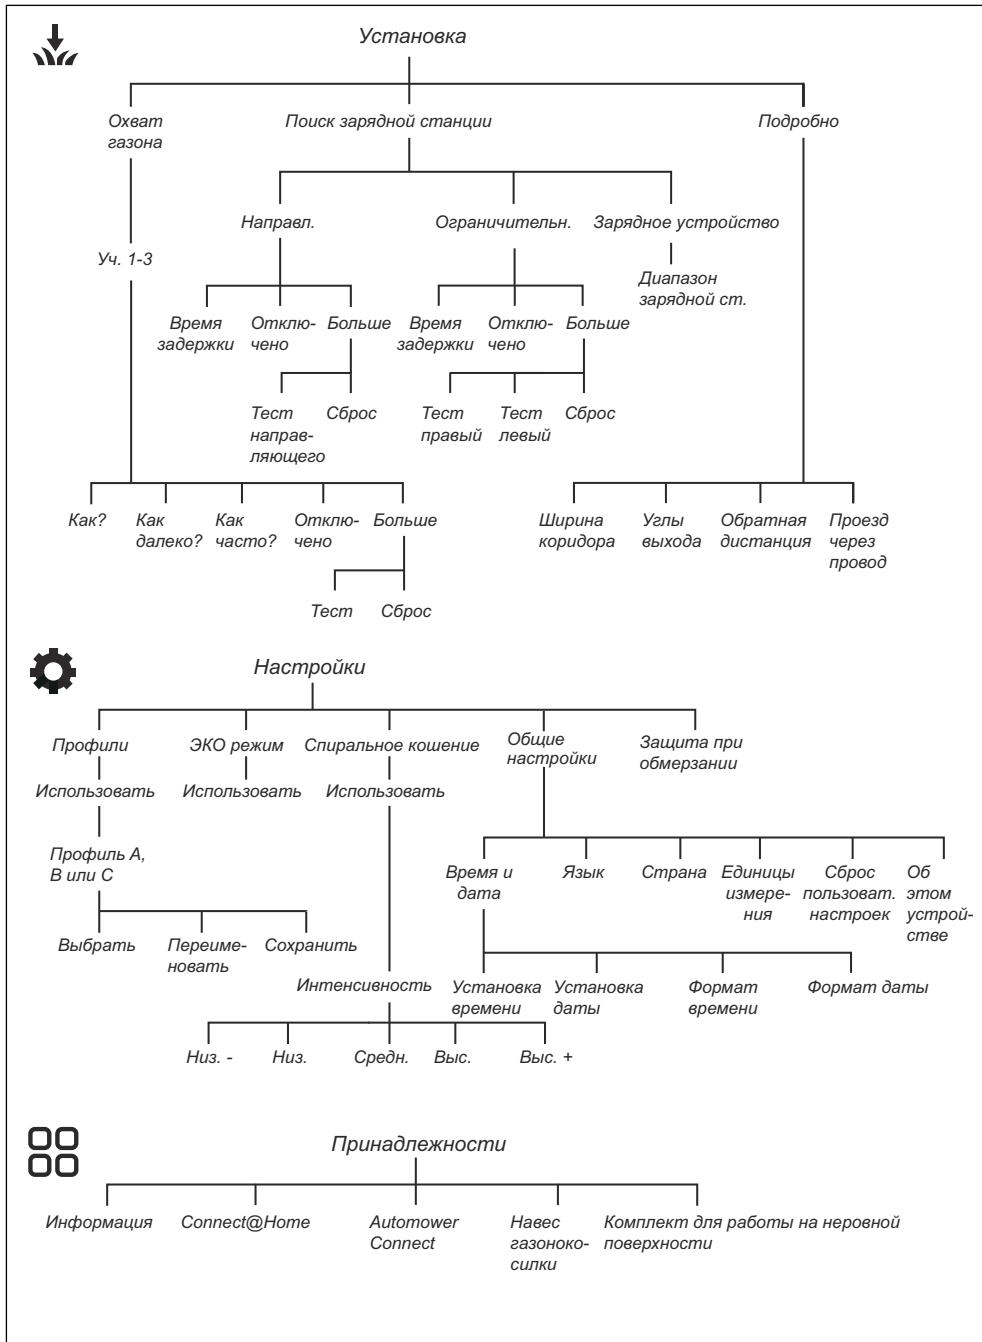 Установка
Охват
газона
Поиск зарядной станции
Подробно
Направл.
Ограничительн.
Зарядное устройство
Уч. 1-3
Диапазон
зарядной ст.
Время
задержки
Отклю-
чено
Больше
Время
задержки
Отклю-
чено
Больше
Тест
направ-
ляющего
Сброс
Тест
правый
Тест
левый
Сброс
Как?
Как
далеко?
Как
часто?
Отклю-
чено
Больше
Ширина
коридора
Углы
выхода
Обратная
дистанция
Проезд
через
провод
Тест
Сброс
Настройки
Профили
ЭКО режим
Спиральное кошение
Общие
настройки
Защита при
обмерзании
Использовать
Использовать
Использовать
Профиль А,
В или С
Время и
дата
Язык
Страна
Единицы
измере-
ния
Сброс
пользоват.
настроек
Об
этом
устрой-
стве
Выбрать
Переиме-
новать
Сохранить
Интенсивность
Установка
времени
Установка
даты
Формат
времени
Формат даты
Низ. -
Низ.
Средн.
Выс.
Выс. +
Принадлежности
Информация
Connect@Home
Automower
Connect
Навес
газоноко-
силки
Комплект для работы на неровной
поверхности